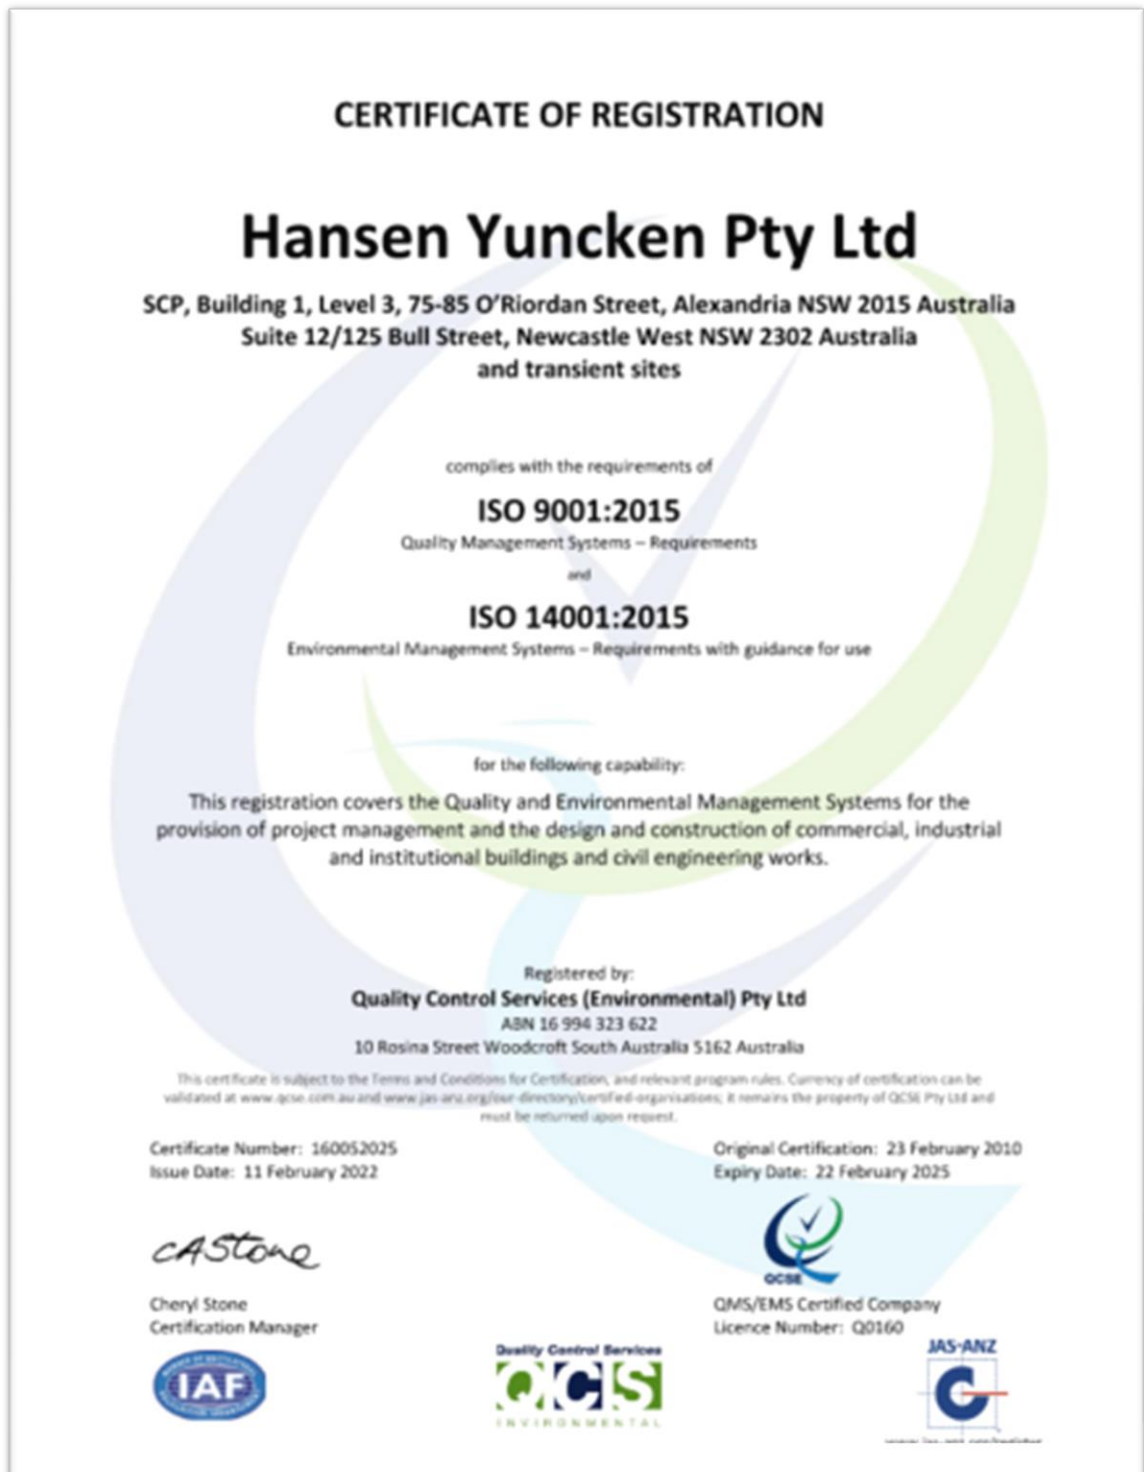 CERTIFICATE OF REGISTRATION
Hansen Yuncken Pty Ltd
SCP, Building 1, Level 3, 75-85 O'Riordan Street, Alexandria NSW 2015 Australia
Suite 12/125 Bull Street, Newcastle West NSW 2302 Australia
and transient sites
complies with the requirements of
ISO 9001:2015
Quality Management Systems – Requirements
and
ISO 14001:2015
Environmental Management Systems – Requirements with guidance for use
for the following capability:
This registration covers the Quality and Environmental Management Systems for the
provision of project management and the design and construction of commercial, industrial
and institutional buildings and civil engineering works.
Registered by:
Quality Control Services (Environmental) Pty Ltd
ABN 16 994 323 622
10 Rosina Street Woodcroft South Australia 5162 Australia
This certificate is subject to the Terms and Conditions for Certification, and relevant program rules. Currency of certification can be
validated at www.qcse.com.au and www.jas-anz.org/our-directory/certified-organisations; it remains the property of QCSE Pty Ltd and
must be returned upon request.
Certificate Number: 160052025
Issue Date: 11 February 2022
Original Certification: 23 February 2010
Expiry Date: 22 February 2025
CAStone
QCSE
Cheryl Stone
Certification Manager
QMS/EMS Certified Company
Licence Number: Q0160
IAF
Quality Control Services
QCS
ENVIRONMENTAL
JAS-ANZ
C